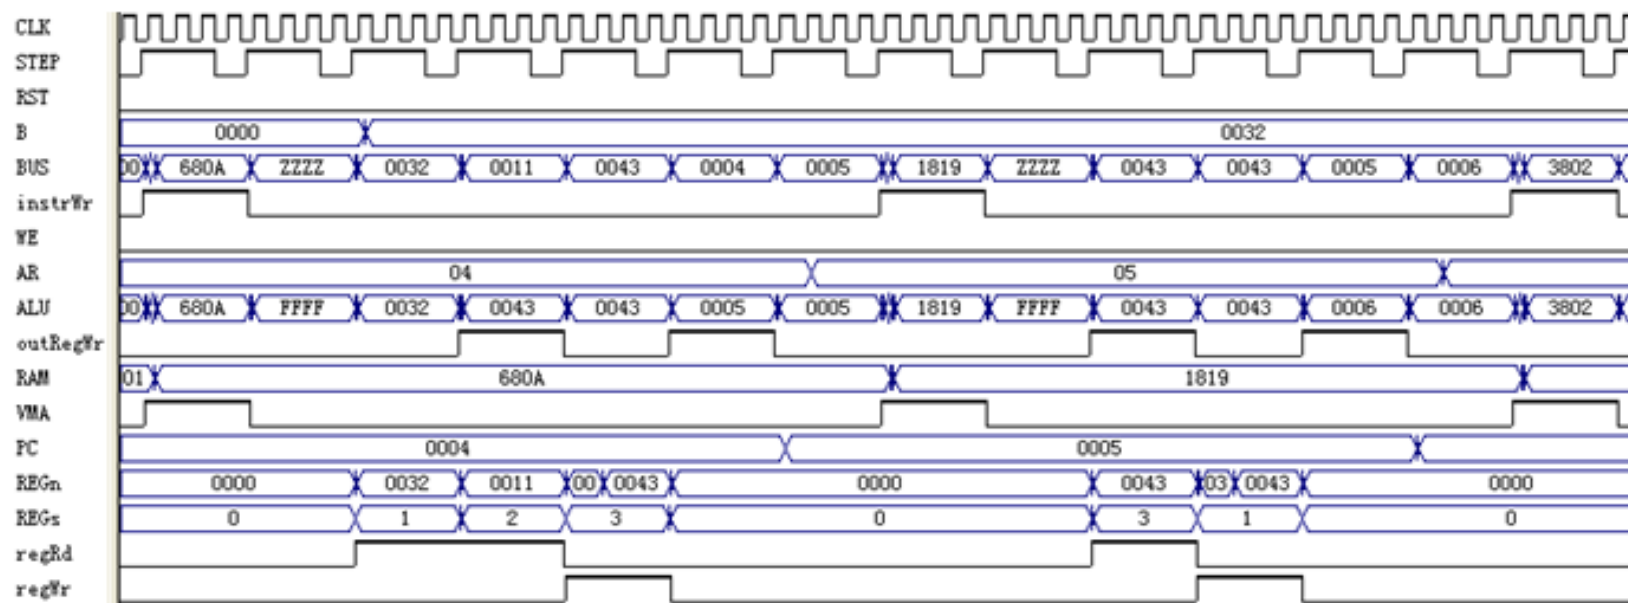 CLK
STEP
RST
B 0000 0032
BUS 00 680A ZZZZ 0032 0011 0043 0004 0005 1819 ZZZZ 0043 0043 0005 0006 3802
instrWr
WE
AR 04 05
ALU 00 680A FFFF 0032 0043 0043 0005 0005 1819 FFFF 0043 0043 0006 0006 3802
outRegWr
RAM 01 680A 1819
VMA
PC 0004 0005
REGn 0000 0032 0011 00 0043 0000 0043 03 0043 0000
REGs 0 1 2 3 0 3 1 0
regRd
regWr